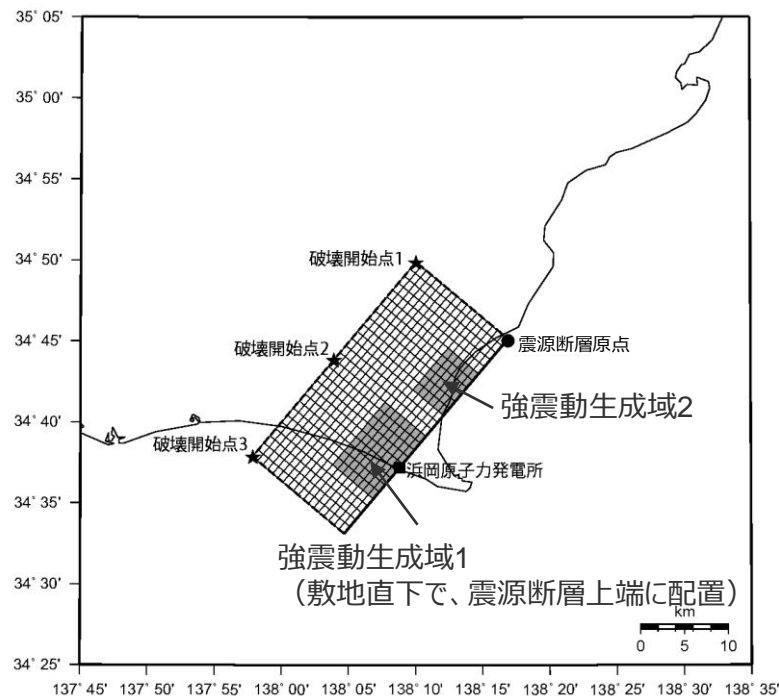 35° 05'
35° 00'
34° 55'
34° 50'
34° 45'
34° 40'
34° 35'
34° 30'
34° 25'
破壊開始点1
震源断層原点
破壊開始点2
強震動生成域2
破壊開始点3
浜岡原子力発電所
強震動生成域1
（敷地直下で、震源断層上端に配置）
km
0 5 10
137° 45' 137° 50' 137° 55' 138° 00' 138° 05' 138° 10' 138° 15' 138° 20' 138° 25' 138° 30' 138° 35'